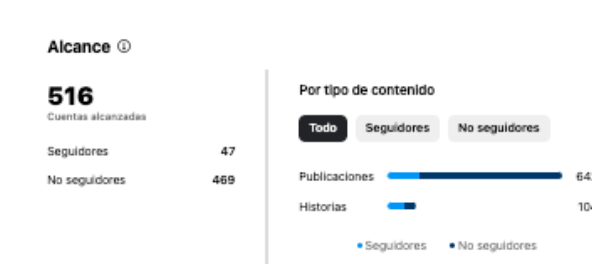 Alcance
516
Cuentas alcanzadas
Seguidores 47
No seguidores 469
Por tipo de contenido
Todo Seguidores No seguidores
Publicaciones
Historias
Seguidores No seguidores